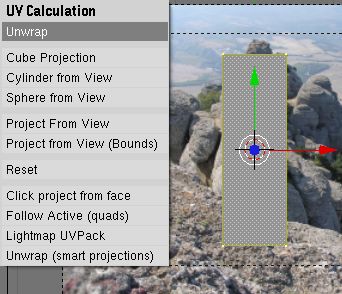 UV Calculation
Unwrap
Cube Projection
Cylinder from View
Sphere from View
Project From View
Project from View (Bounds)
Reset
Click project from face
Follow Active (quads)
Lightmap UVPack
Unwrap (smart projections)